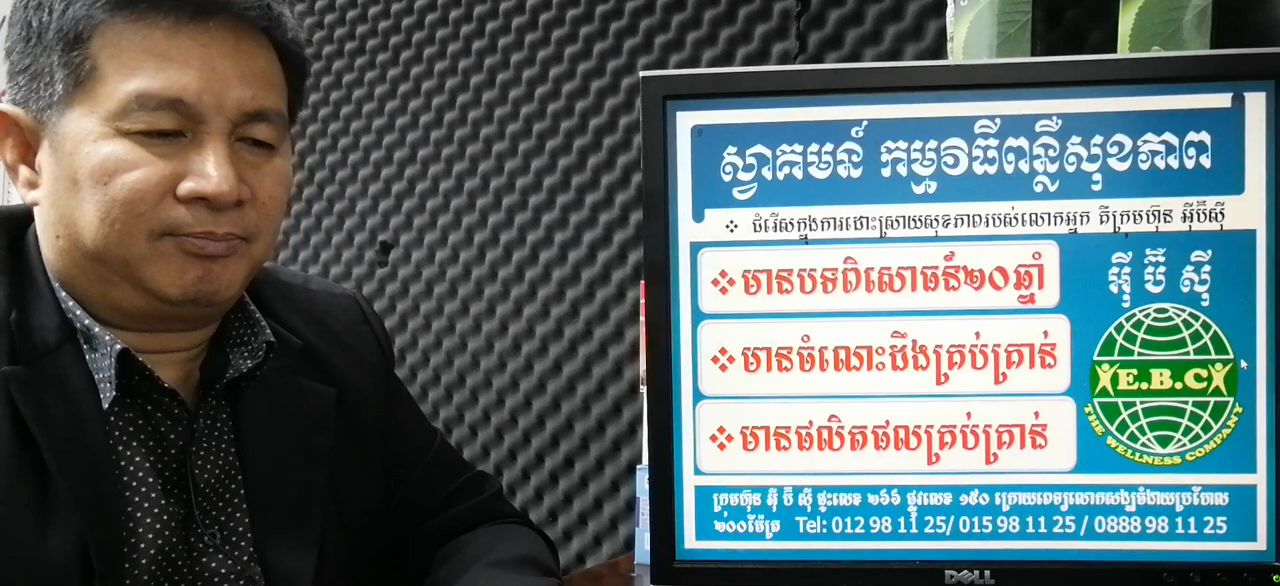 ស្វាគមន៍ កម្មវិធីពន្លឺសុខភាព
❖ ជំរើសក្នុងការដោះស្រាយសុខភាពរបស់លោកអ្នក គឺក្រុមហ៊ុន អ៊ីប៊ីស៊ី
❖មានបទពិសោធន៍២០ឆ្នាំ
❖មានចំណេះដឹងគ្រប់គ្រាន់
❖មានផលិតផលគ្រប់គ្រាន់
អ៊ី ប៊ី ស៊ី
E.B.C
THE WELLNESS COMPANY
ក្រុមហ៊ុន អ៊ី ប៊ី ស៊ី ផ្ទះលេខ ២៦៦ ផ្លូវលេខ ១៥០ ក្រោយពេទ្យលោកសង្ឃចំងាយប្រហែល
២០០ម៉ែត្រ Tel: 012 98 11 25/ 015 98 11 25 / 0888 98 11 25
DELL